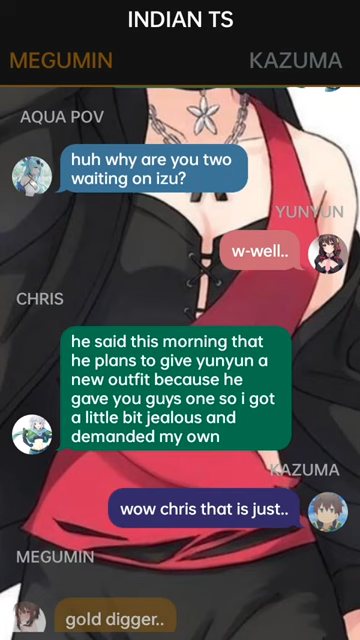 INDIAN TS
MEGUMIN
KAZUMA
AQUA POV
huh why are you two
waiting on izu?
YUNYUN
w-well..
CHRIS
he said this morning that
he plans to give yunyun a
new outfit because he
gave you guys one so i got
a little bit jealous and
demanded my own
KAZUMA
wow chris that is just..
MEGUMIN
gold digger..